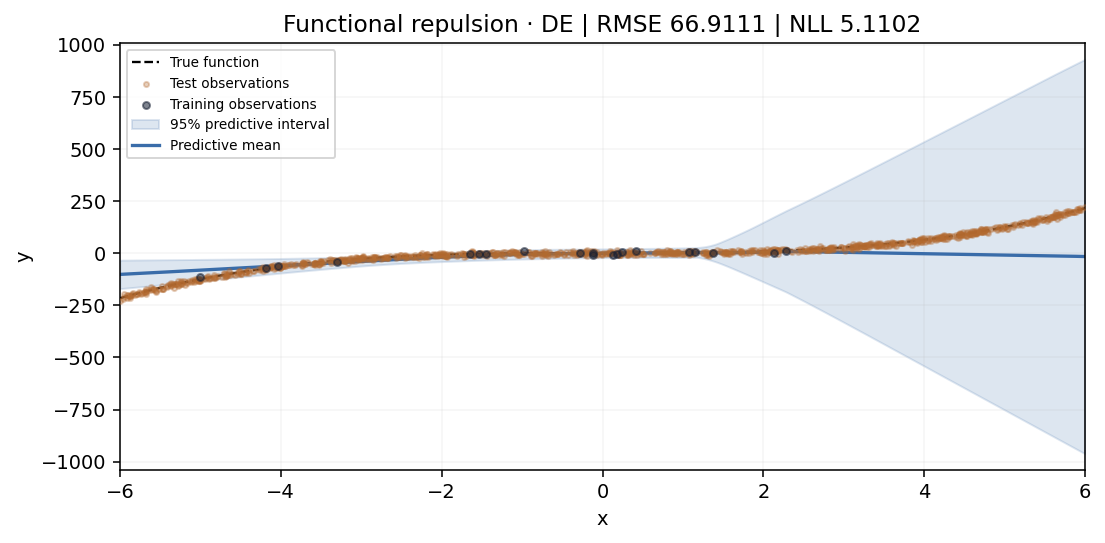 Functional repulsion · DE | RMSE 66.9111 | NLL 5.1102
True function
Test observations
Training observations
95% predictive interval
Predictive mean
1000
750
500
250
0
−250
−500
−750
−1000
y
−6
−4
−2
0
2
4
6
x